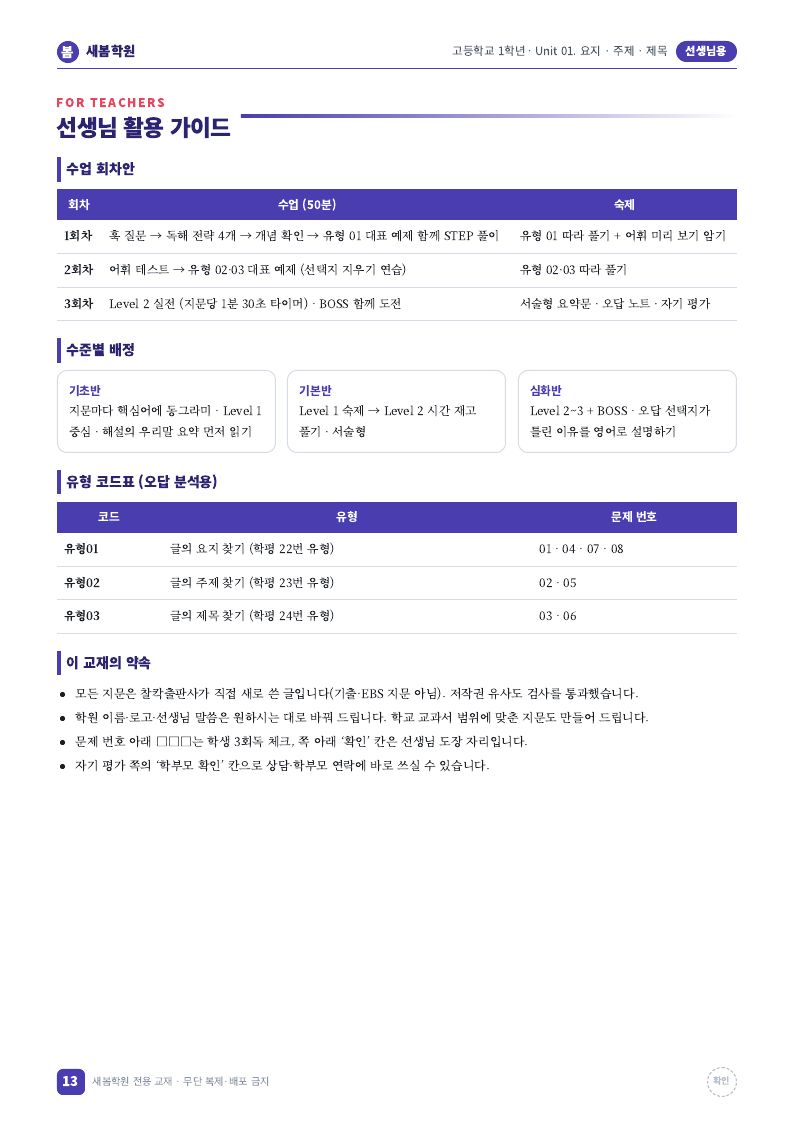 봄 새봄학원
고등학교 1학년 · Unit 01. 요지 · 주제 · 제목 선생님용
FOR TEACHERS
선생님 활용 가이드
수업 회차안
회차 수업 (50분) 숙제
1회차 훅 질문 → 독해 전략 4개 → 개념 확인 → 유형 01 대표 예제 함께 STEP 풀이 유형 01 따라 풀기 + 어휘 미리 보기 암기
2회차 어휘 테스트 → 유형 02·03 대표 예제 (선택지 지우기 연습) 유형 02·03 따라 풀기
3회차 Level 2 실전 (지문당 1분 30초 타이머) · BOSS 함께 도전 서술형 요약문 · 오답 노트 · 자기 평가
수준별 배정
기초반
지문마다 핵심어에 동그라미 · Level 1
중심 · 해설의 우리말 요약 먼저 읽기
기본반
Level 1 숙제 → Level 2 시간 재고
풀기 · 서술형
심화반
Level 2~3 + BOSS · 오답 선택지가
틀린 이유를 영어로 설명하기
유형 코드표 (오답 분석용)
코드 유형 문제 번호
유형01 글의 요지 찾기 (학평 22번 유형) 01 · 04 · 07 · 08
유형02 글의 주제 찾기 (학평 23번 유형) 02 · 05
유형03 글의 제목 찾기 (학평 24번 유형) 03 · 06
이 교재의 약속
● 모든 지문은 찰칵출판사가 직접 새로 쓴 글입니다(기출·EBS 지문 아님). 저작권 유사도 검사를 통과했습니다.
● 학원 이름·로고·선생님 말씀은 원하시는 대로 바꿔 드립니다. 학교 교과서 범위에 맞춘 지문도 만들어 드립니다.
● 문제 번호 아래 □□□는 학생 3회독 체크, 쪽 아래 ‘확인’ 칸은 선생님 도장 자리입니다.
● 자기 평가 쪽의 ‘학부모 확인’ 칸으로 상담·학부모 연락에 바로 쓰실 수 있습니다.
13 새봄학원 전용 교재 · 무단 복제·배포 금지
확인